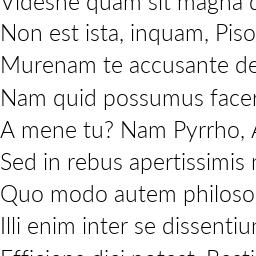 Videsne quam sit magna
Non est ista, inquam, Piso
Murenam te accusante de
Nam quid possumus facer
A mene tu? Nam Pyrrho,
Sed in rebus apertissimis
Quo modo autem philoso
Illi enim inter se dissentiun